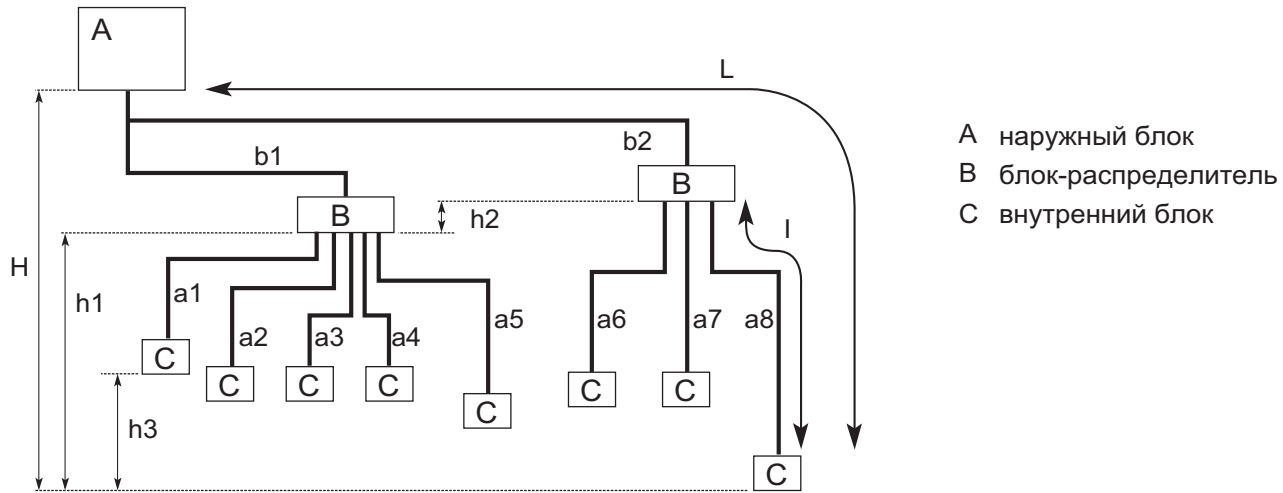 A
L
A наружный блок
b2
b1
B
B блок-распределитель
B
h2
I
C внутренний блок
H
h1
a1
a2
a3
a4
a5
a6
a7
a8
C
C
C
C
C
C
C
h3
C